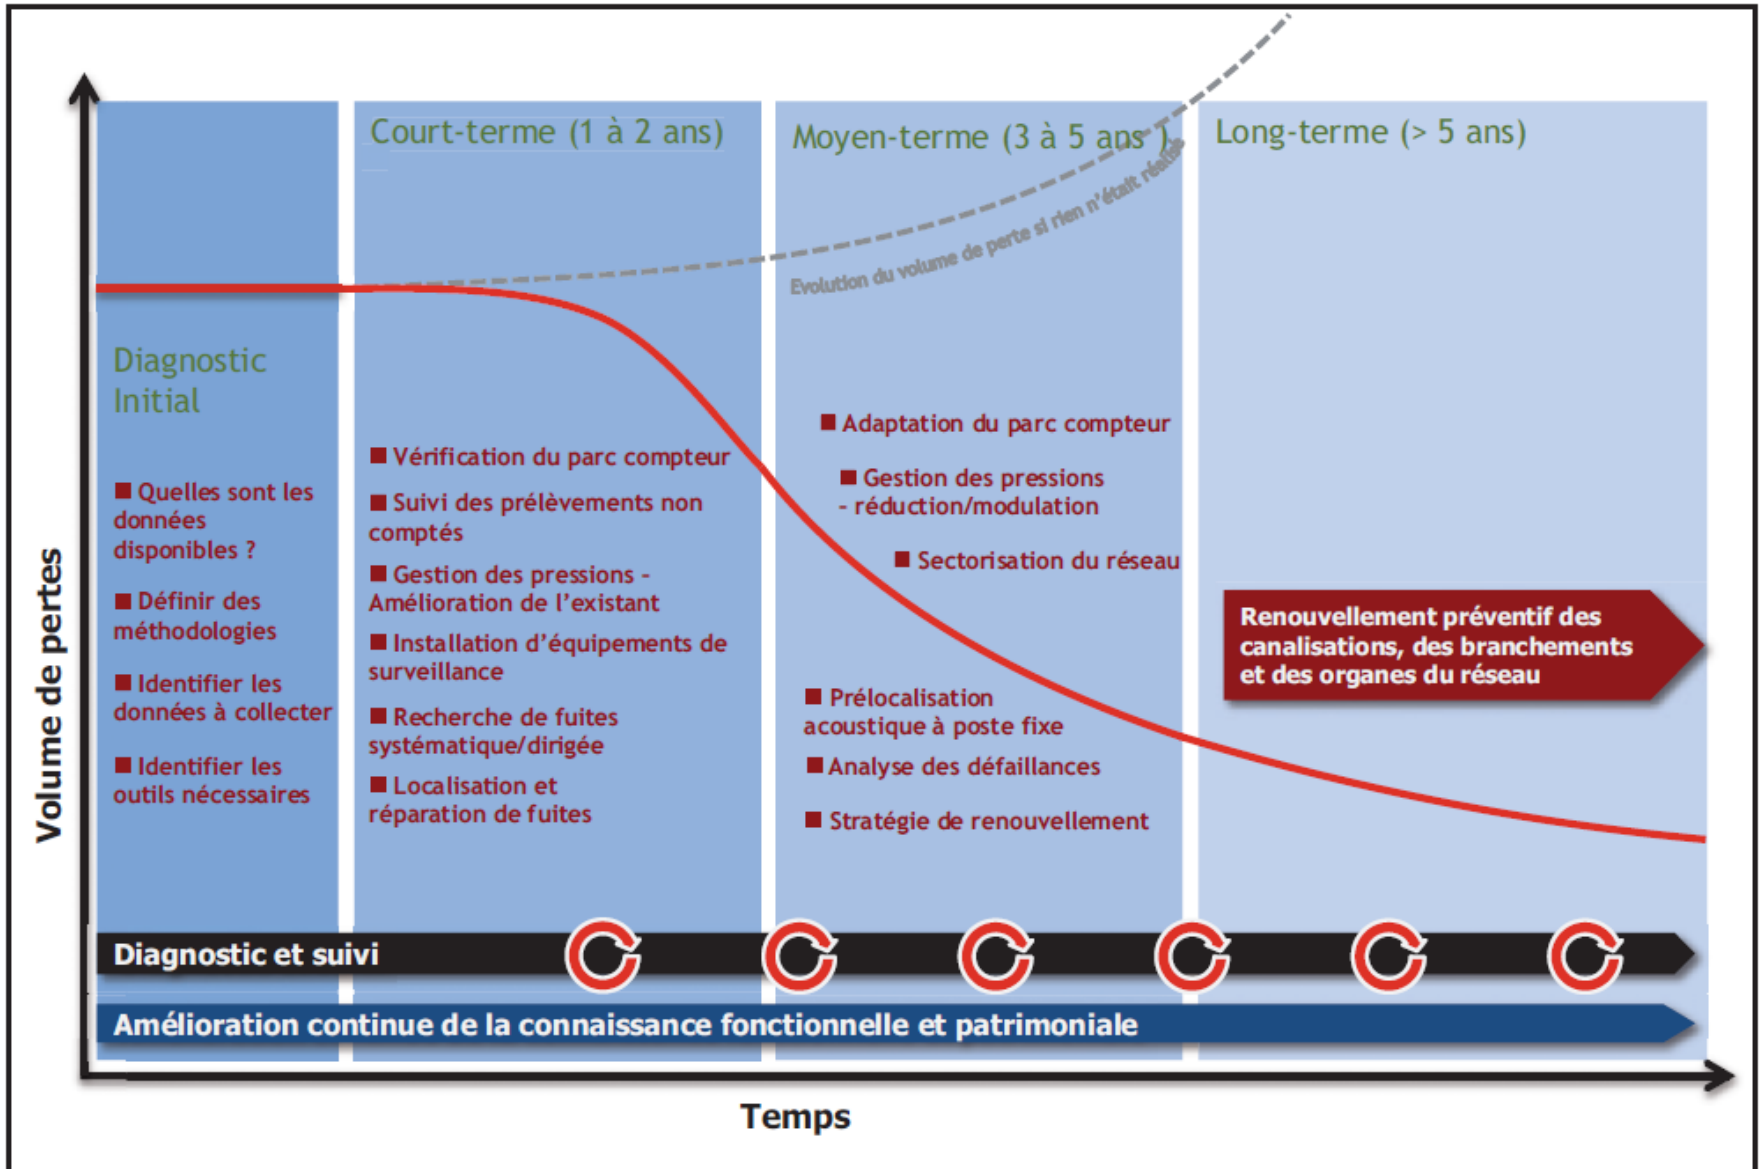 Volume de pertes
Diagnostic
Initial
■ Quelles sont les
données
disponibles ?
■ Définir des
méthodologies
■ Identifier les
données à collecter
■ Identifier les
outils nécessaires
Court-terme (1 à 2 ans)
■ Vérification du parc compteur
■ Suivi des prélèvements non
comptés
■ Gestion des pressions –
Amélioration de l'existant
■ Installation d'équipements de
surveillance
■ Recherche de fuites
systématique/dirigée
■ Localisation et
réparation de fuites
Moyen-terme (3 à 5 ans )
Evolution du volume de perte si rien n'était réalisé
■ Adaptation du parc compteur
■ Gestion des pressions
– réduction/modulation
■ Sectorisation du réseau
■ Prélocalisation
acoustique à poste fixe
■ Analyse des défaillances
■ Stratégie de renouvellement
Long-terme (> 5 ans)
Renouvellement préventif des
canalisations, des branchements
et des organes du réseau
Diagnostic et suivi
Amélioration continue de la connaissance fonctionnelle et patrimoniale
Temps